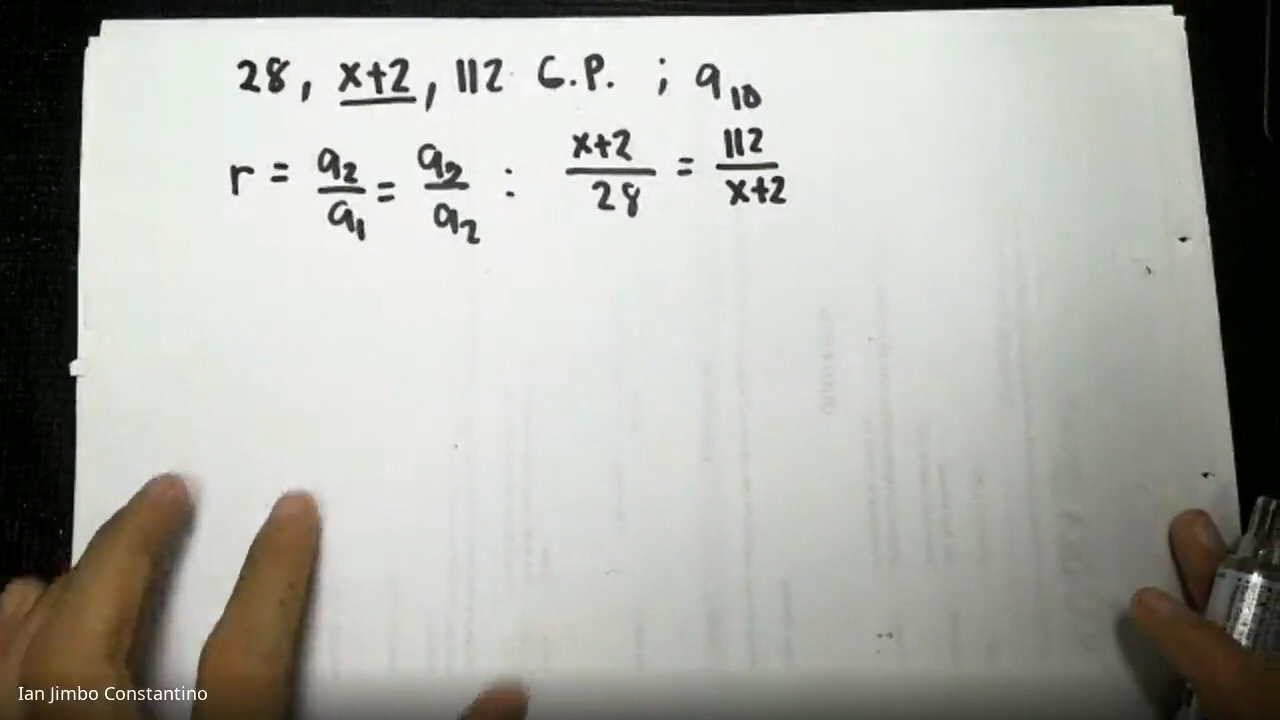 28, x+2, 112 G.P. ; a10
r = a2/a1 = a3/a2 : x+2/28 = 112/x+2
Ian Jimbo Constantino